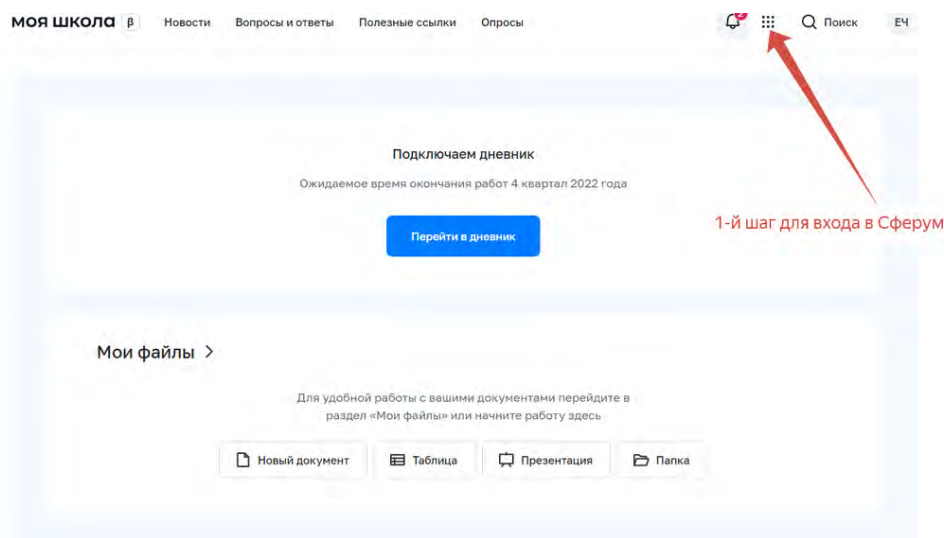 моя школа β Новости Вопросы и ответы Полезные ссылки Опросы 2 Поиск ЕЧ
Подключаем дневник
Ожидаемое время окончания работ 4 квартал 2022 года
Перейти в дневник
1-й шаг для входа в Сферум
Мои файлы >
Для удобной работы с вашими документами перейдите в
раздел «Мои файлы» или начните работу здесь
Новый документ Таблица Презентация Папка